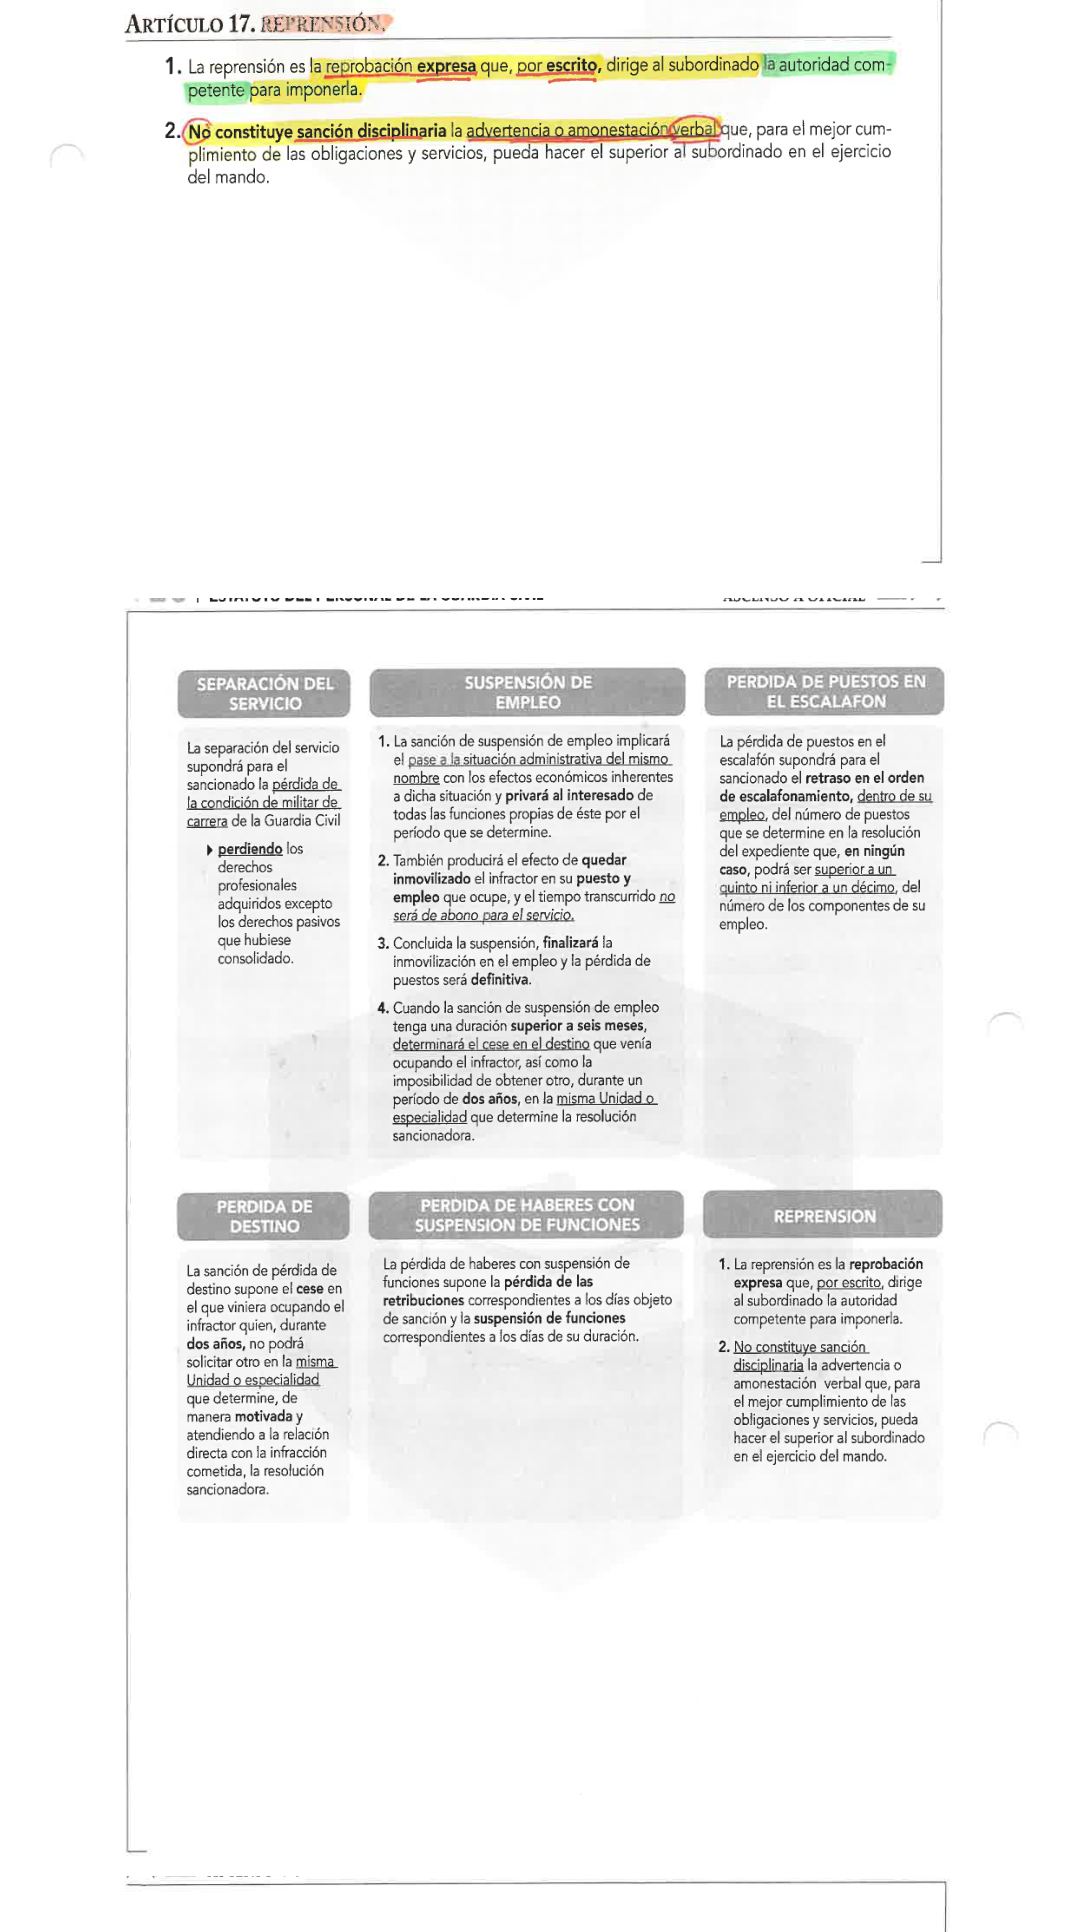 ARTÍCULO 17. REPRENSIÓN.
1. La reprensión es la reprobación expresa que, por escrito, dirige al subordinado la autoridad com-
petente para imponerla.
2. No constituye sanción disciplinaria la advertencia o amonestación verbal que, para el mejor cum-
plimiento de las obligaciones y servicios, pueda hacer el superior al subordinado en el ejercicio
del mando.
ESTATUTO DEL PERSONAL DE LA GUARDIA CIVIL
ASCENSO A OFICIAL
SEPARACIÓN DEL
SERVICIO
La separación del servicio
supondrá para el
sancionado la pérdida de
la condición de militar de
carrera de la Guardia Civil
perdiendo los
derechos
profesionales
adquiridos excepto
los derechos pasivos
que hubiese
consolidado.
SUSPENSIÓN DE
EMPLEO
1. La sanción de suspensión de empleo implicará
el pase a la situación administrativa del mismo
nombre con los efectos económicos inherentes
a dicha situación y privará al interesado de
todas las funciones propias de éste por el
período que se determine.
2. También producirá el efecto de quedar
inmovilizado el infractor en su puesto y
empleo que ocupe, y el tiempo transcurrido no
será de abono para el servicio.
3. Concluida la suspensión, finalizará la
inmovilización en el empleo y la pérdida de
puestos será definitiva.
4. Cuando la sanción de suspensión de empleo
tenga una duración superior a seis meses,
determinará el cese en el destino que venía
ocupando el infractor, así como la
imposibilidad de obtener otro, durante un
período de dos años, en la misma Unidad o
especialidad que determine la resolución
sancionadora.
PERDIDA DE PUESTOS EN
EL ESCALAFON
La pérdida de puestos en el
escalafón supondrá para el
sancionado el retraso en el orden
de escalafonamiento, dentro de su
empleo, del número de puestos
que se determine en la resolución
del expediente que, en ningún
caso, podrá ser superior a un
quinto ni inferior a un décimo, del
número de los componentes de su
empleo.
PERDIDA DE
DESTINO
La sanción de pérdida de
destino supone el cese en
el que viniera ocupando el
infractor quien, durante
dos años, no podrá
solicitar otro en la misma
Unidad o especialidad
que determine, de
manera motivada y
atendiendo a la relación
directa con la infracción
cometida, la resolución
sancionadora.
PERDIDA DE HABERES CON
SUSPENSION DE FUNCIONES
La pérdida de haberes con suspensión de
funciones supone la pérdida de las
retribuciones correspondientes a los días objeto
de sanción y la suspensión de funciones
correspondientes a los días de su duración.
REPRENSION
1. La reprensión es la reprobación
expresa que, por escrito, dirige
al subordinado la autoridad
competente para imponerla.
2. No constituye sanción
disciplinaria la advertencia o
amonestación verbal que, para
el mejor cumplimiento de las
obligaciones y servicios, pueda
hacer el superior al subordinado
en el ejercicio del mando.